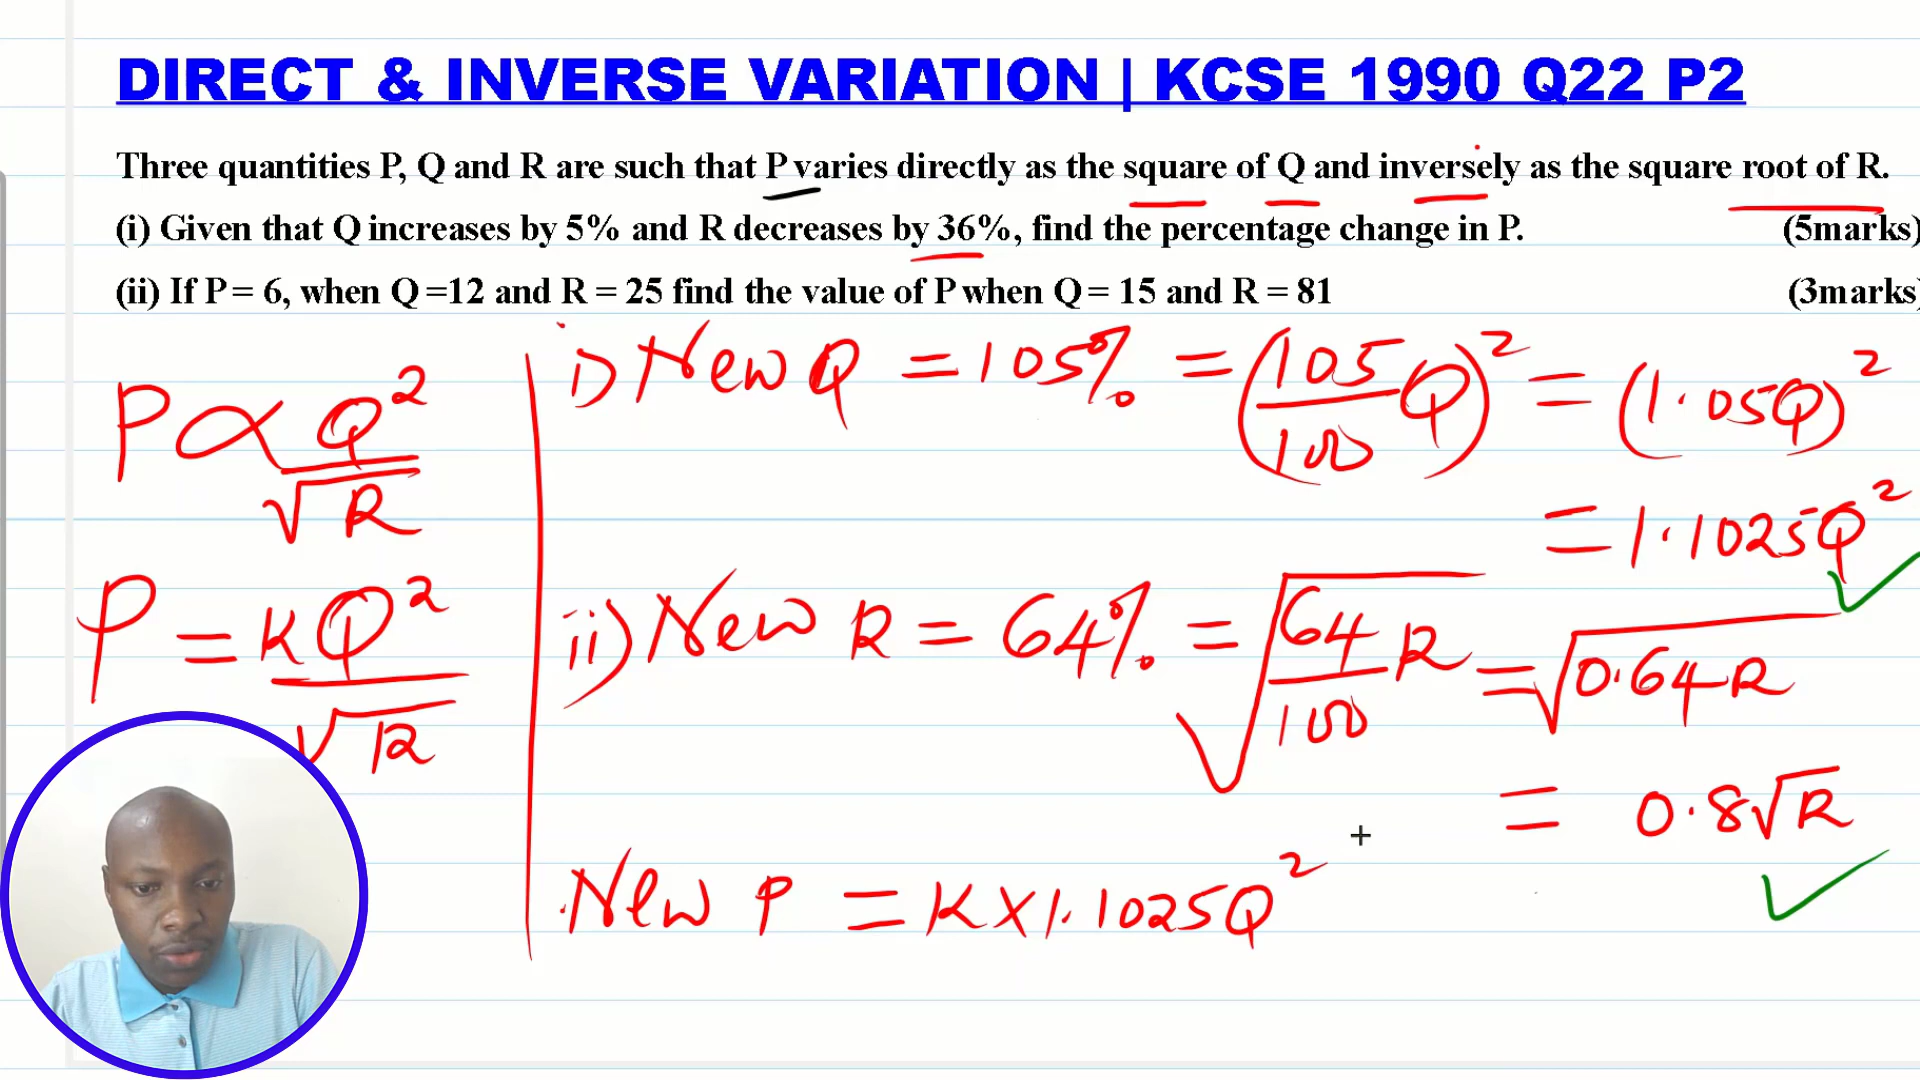 DIRECT & INVERSE VARIATION | KCSE 1990 Q22 P2
Three quantities P, Q and R are such that P varies directly as the square of Q and inversely as the square root of R.
(i) Given that Q increases by 5% and R decreases by 36%, find the percentage change in P. (5marks)
(ii) If P = 6, when Q =12 and R = 25 find the value of P when Q = 15 and R = 81 (3marks)
P ∝ Q²/√R
P = KQ²/√R
i) New Q = 105% = (105/100 Q)² = (1.05Q)²
= 1.1025Q²
ii) New R = 64% = √(64/100 R) = √(0.64R)
= 0.8√R
New P = K×1.1025Q²